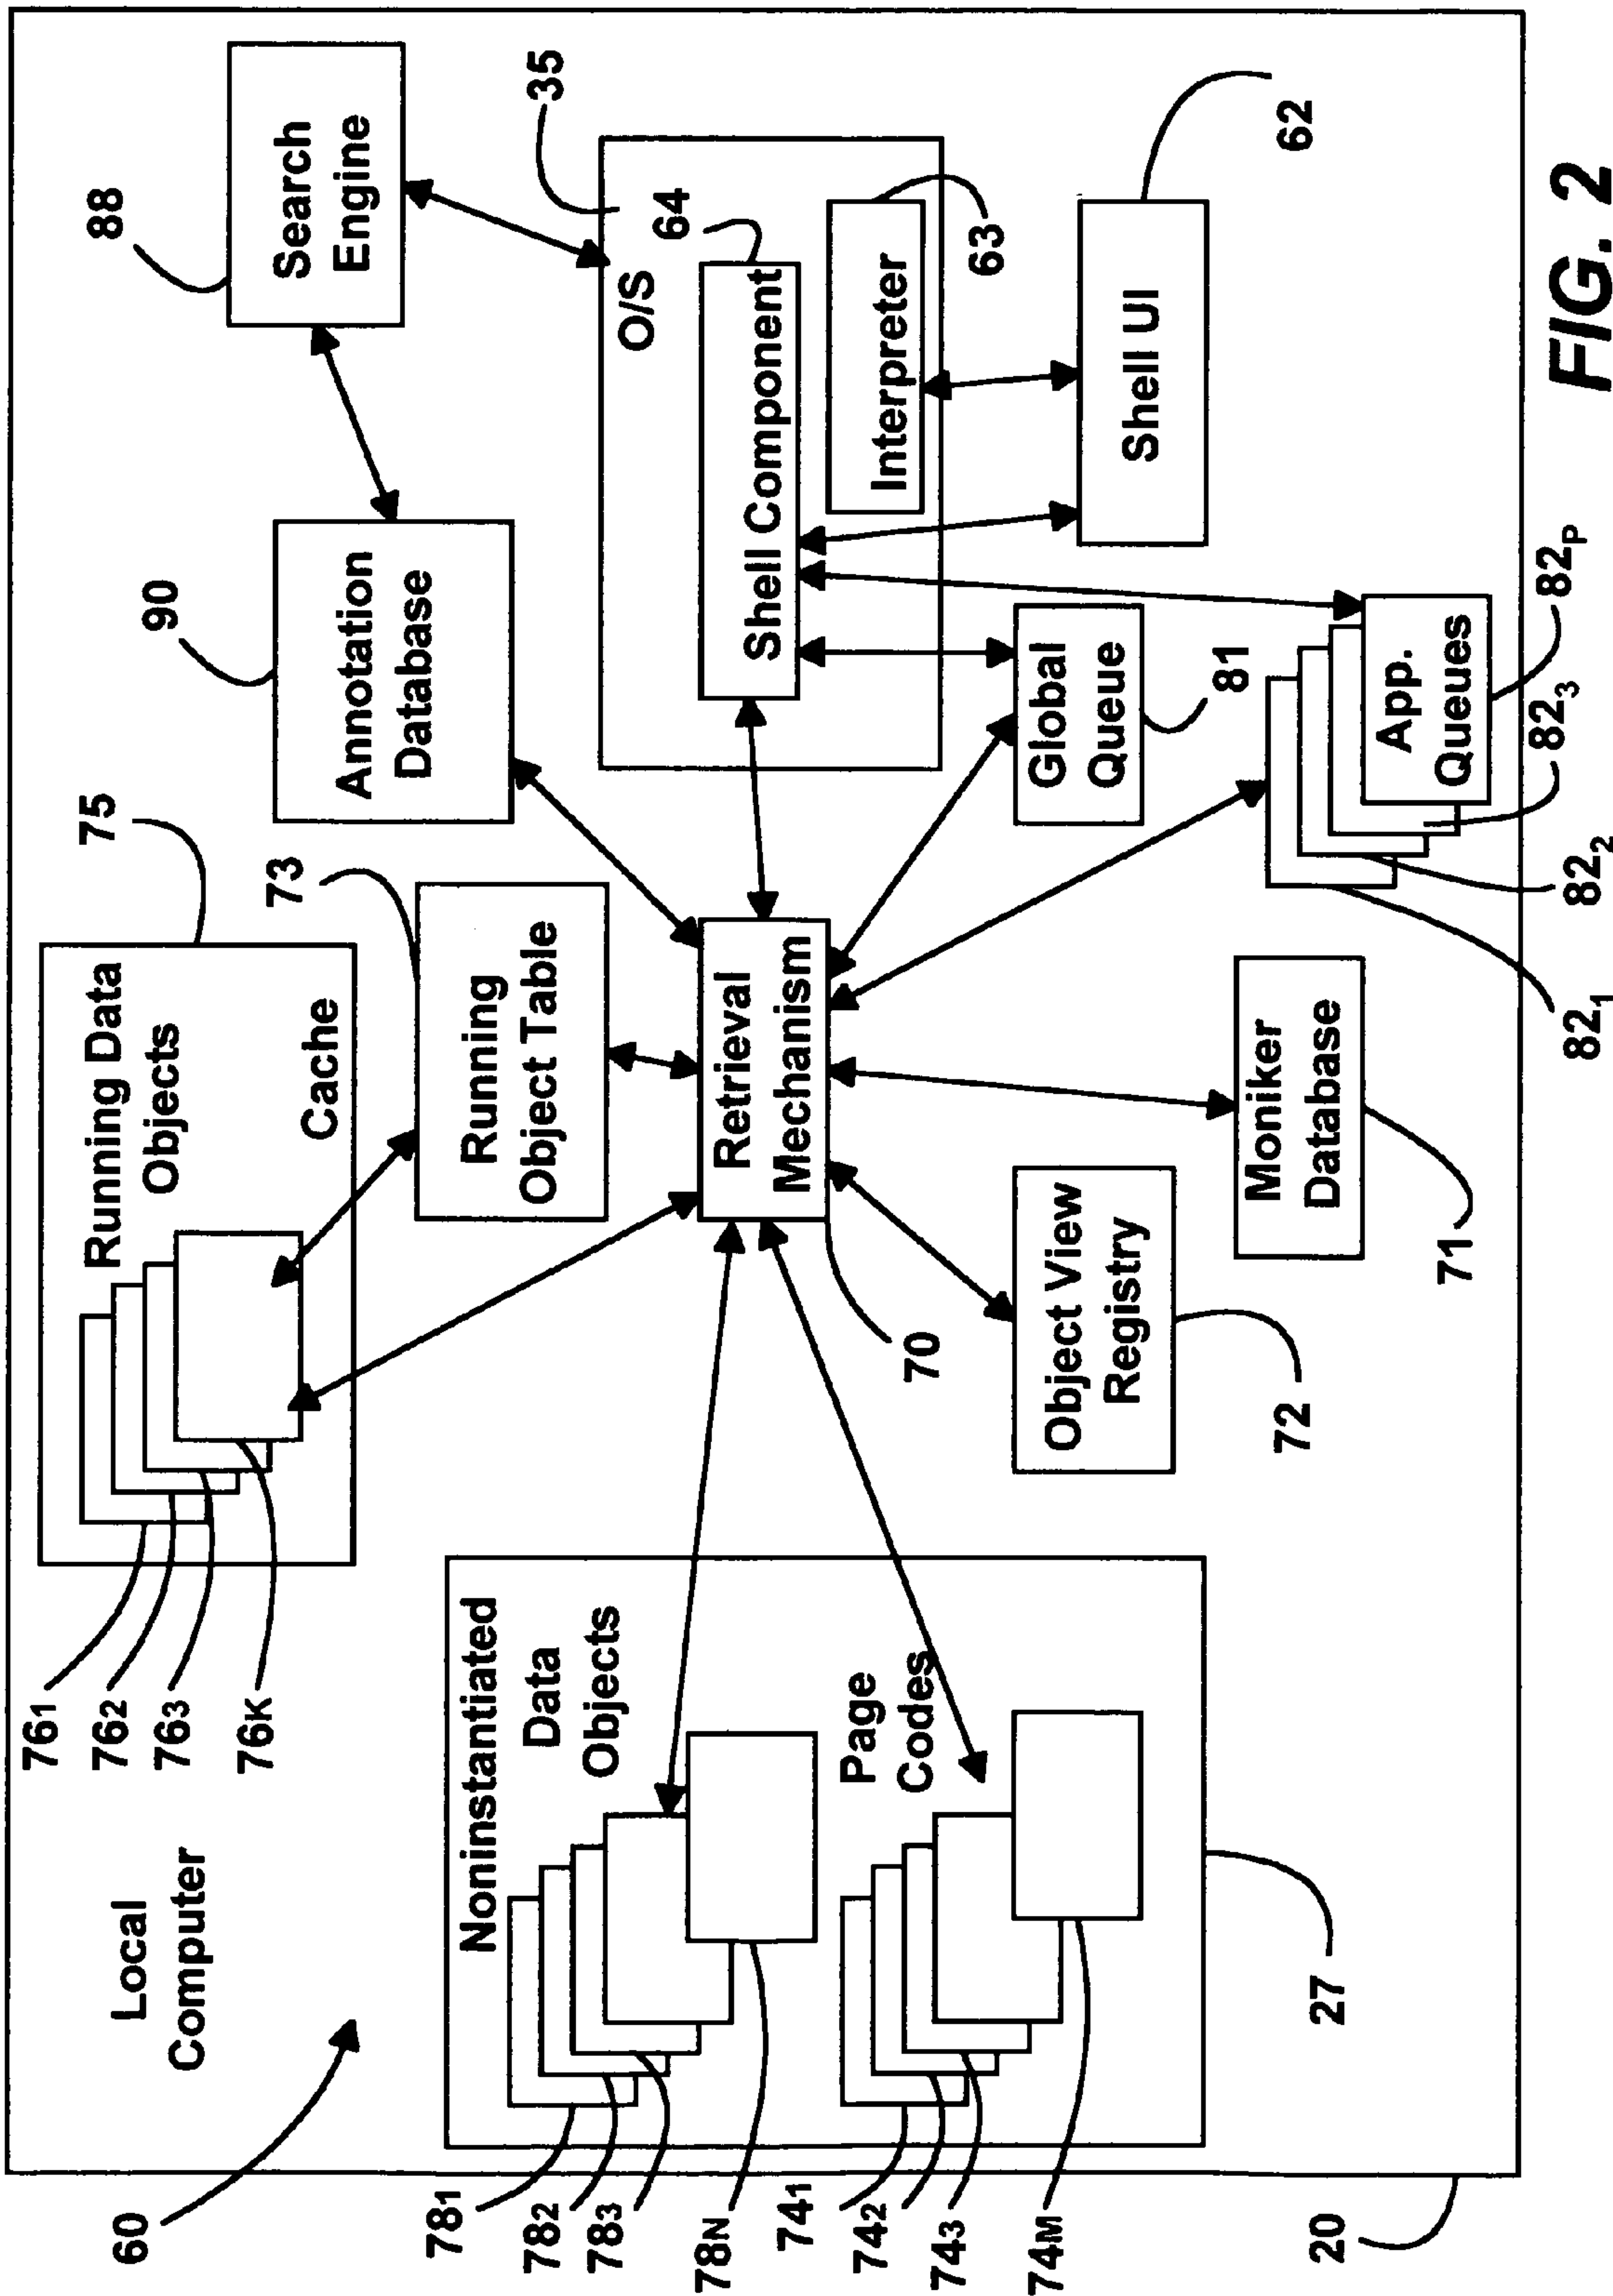 60
Local
Computer
76₁
76₂
76₃
76K
Running Data
Objects
Cache
75
73
Running
Object Table
90
Annotation
Database
88
Search
Engine
35
O/S
64
Shell Component
Interpreter
63
Shell UI
62
Noninstantiated
Data
Objects
Page
Codes
78₁
78₂
78₃
78N
74₁
74₂
74₃
74M
27
20
Retrieval
Mechanism
70
Object View
Registry
72
Moniker
Database
71
Global
Queue
81
App.
Queues
82₁
82₂
82₃
82P
FIG. 2